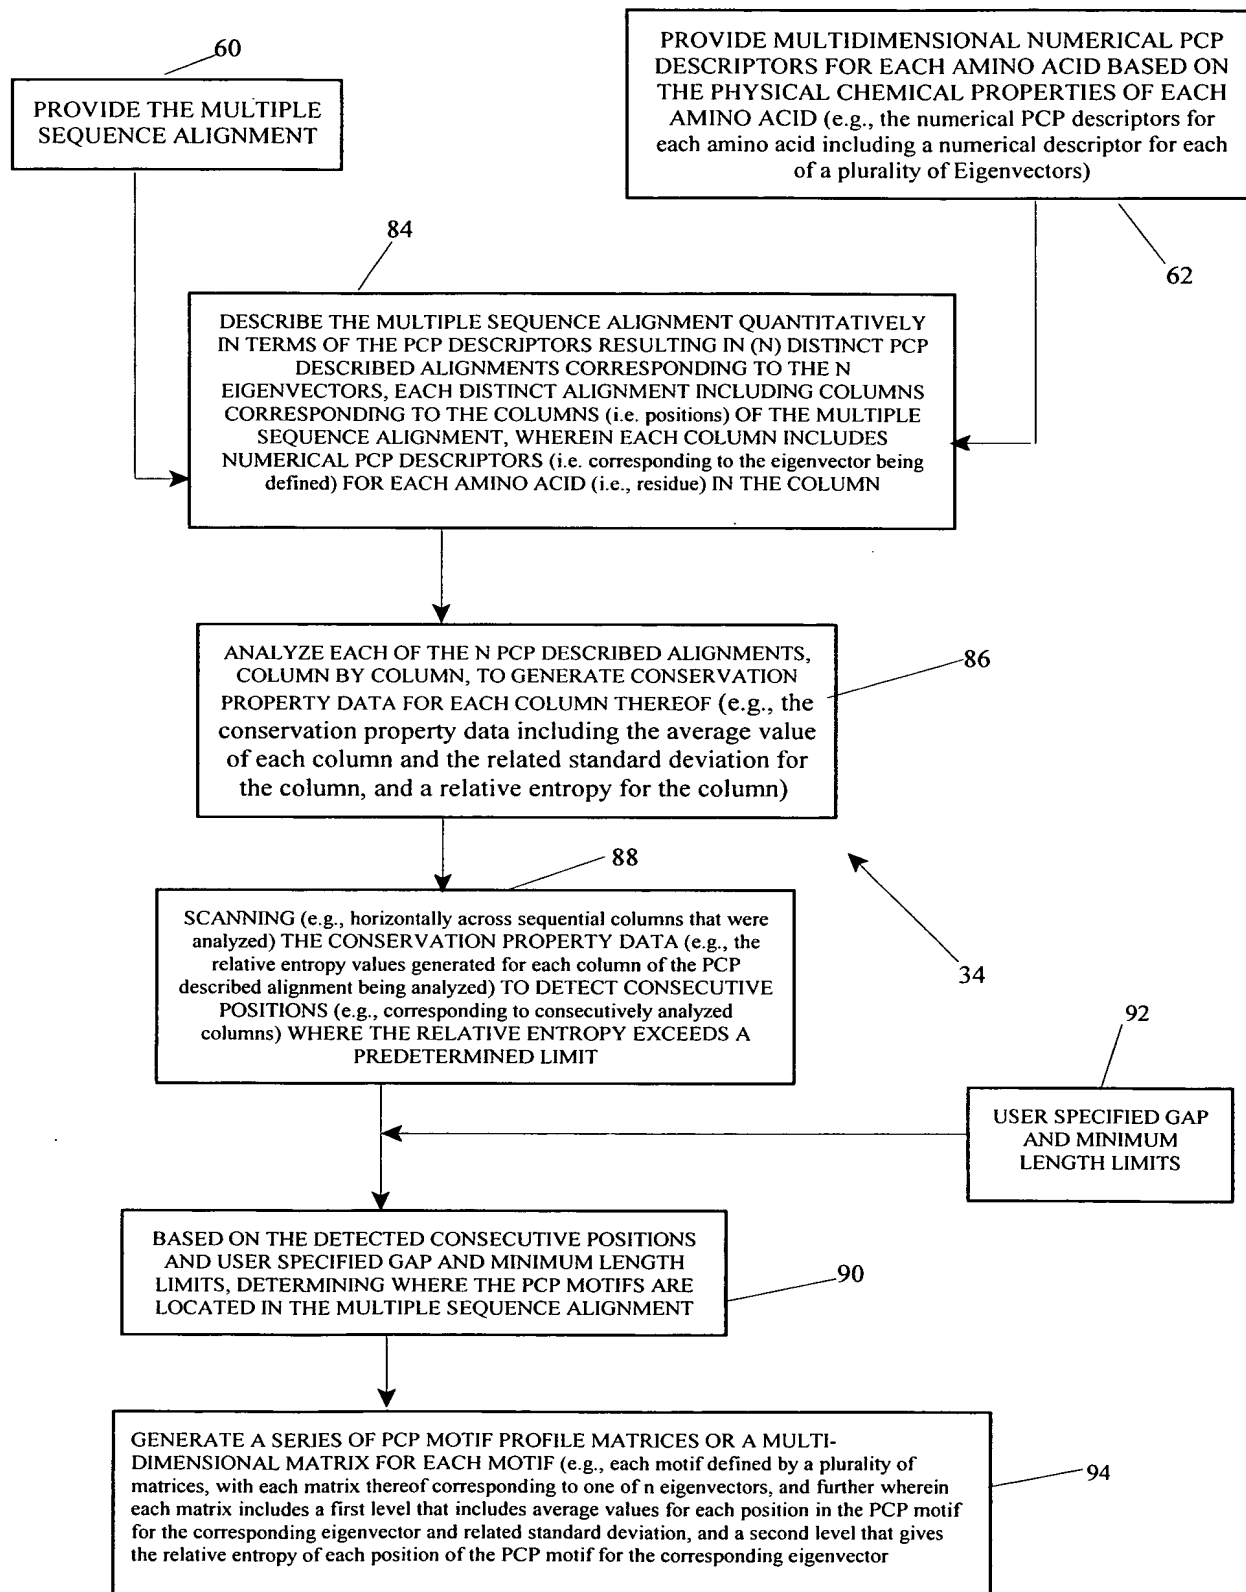 60
PROVIDE THE MULTIPLE
SEQUENCE ALIGNMENT
PROVIDE MULTIDIMENSIONAL NUMERICAL PCP
DESCRIPTORS FOR EACH AMINO ACID BASED ON
THE PHYSICAL CHEMICAL PROPERTIES OF EACH
AMINO ACID (e.g., the numerical PCP descriptors for
each amino acid including a numerical descriptor for each
of a plurality of Eigenvectors)
62
84
DESCRIBE THE MULTIPLE SEQUENCE ALIGNMENT QUANTITATIVELY
IN TERMS OF THE PCP DESCRIPTORS RESULTING IN (N) DISTINCT PCP
DESCRIBED ALIGNMENTS CORRESPONDING TO THE N
EIGENVECTORS, EACH DISTINCT ALIGNMENT INCLUDING COLUMNS
CORRESPONDING TO THE COLUMNS (i.e. positions) OF THE MULTIPLE
SEQUENCE ALIGNMENT, WHEREIN EACH COLUMN INCLUDES
NUMERICAL PCP DESCRIPTORS (i.e. corresponding to the eigenvector being
defined) FOR EACH AMINO ACID (i.e., residue) IN THE COLUMN
ANALYZE EACH OF THE N PCP DESCRIBED ALIGNMENTS,
COLUMN BY COLUMN, TO GENERATE CONSERVATION
PROPERTY DATA FOR EACH COLUMN THEREOF (e.g., the
conservation property data including the average value
of each column and the related standard deviation for
the column, and a relative entropy for the column)
86
88
SCANNING (e.g., horizontally across sequential columns that were
analyzed) THE CONSERVATION PROPERTY DATA (e.g., the
relative entropy values generated for each column of the PCP
described alignment being analyzed) TO DETECT CONSECUTIVE
POSITIONS (e.g., corresponding to consecutively analyzed
columns) WHERE THE RELATIVE ENTROPY EXCEEDS A
PREDETERMINED LIMIT
34
92
USER SPECIFIED GAP
AND MINIMUM
LENGTH LIMITS
BASED ON THE DETECTED CONSECUTIVE POSITIONS
AND USER SPECIFIED GAP AND MINIMUM LENGTH
LIMITS, DETERMINING WHERE THE PCP MOTIFS ARE
LOCATED IN THE MULTIPLE SEQUENCE ALIGNMENT
90
GENERATE A SERIES OF PCP MOTIF PROFILE MATRICES OR A MULTI-
DIMENSIONAL MATRIX FOR EACH MOTIF (e.g., each motif defined by a plurality of
matrices, with each matrix thereof corresponding to one of n eigenvectors, and further wherein
each matrix includes a first level that includes average values for each position in the PCP motif
for the corresponding eigenvector and related standard deviation, and a second level that gives
the relative entropy of each position of the PCP motif for the corresponding eigenvector
94